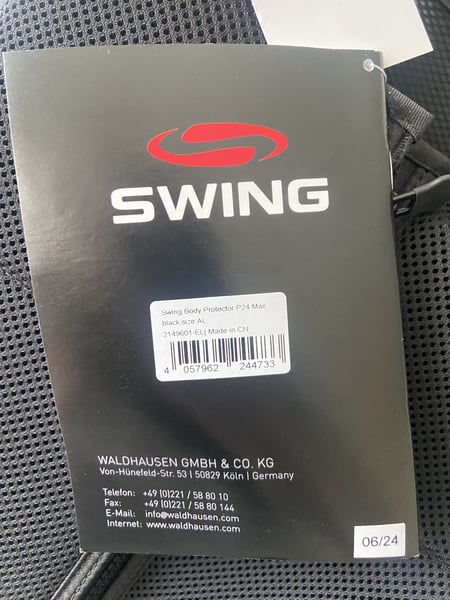 SWING
Swing Body Protector P24 Max
black,size AL
2149601-EL| Made in CN
4 057962 244733
WALDHAUSEN GMBH & CO. KG
Von-Hünefeld-Str. 53 | 50829 Köln | Germany
Telefon: +49 (0)221 / 58 80 10
Fax: +49 (0)221 / 58 80 144
E-Mail: info@waldhausen.com
Internet: www.waldhausen.com
06/24